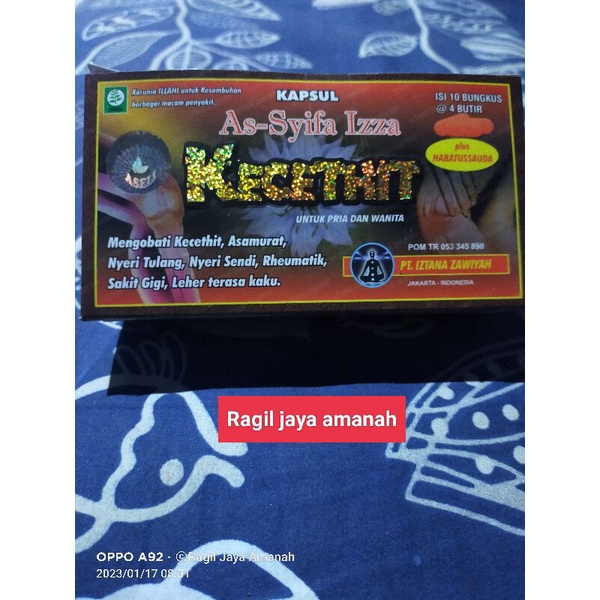 Karunia ILLAHI untuk Kesembuhan
berbagai macam penyakit.
KAPSUL
As-Syifa Izza
KECETHIT
UNTUK PRIA DAN WANITA
ISI 10 BUNGKUS
@ 4 BUTIR
plus
HABATUSSAUDA
ASEZA
Mengobati Kecethit, Asamurat,
Nyeri Tulang, Nyeri Sendi, Rheumatik,
Sakit Gigi, Leher terasa kaku.
POM TR 053 345 890
PT. IZTANA ZAWIYAH
JAKARTA - INDONESIA
Ragil jaya amanah
OPPO A92 · ©Ragil Jaya Amanah
2023/01/17 08:51